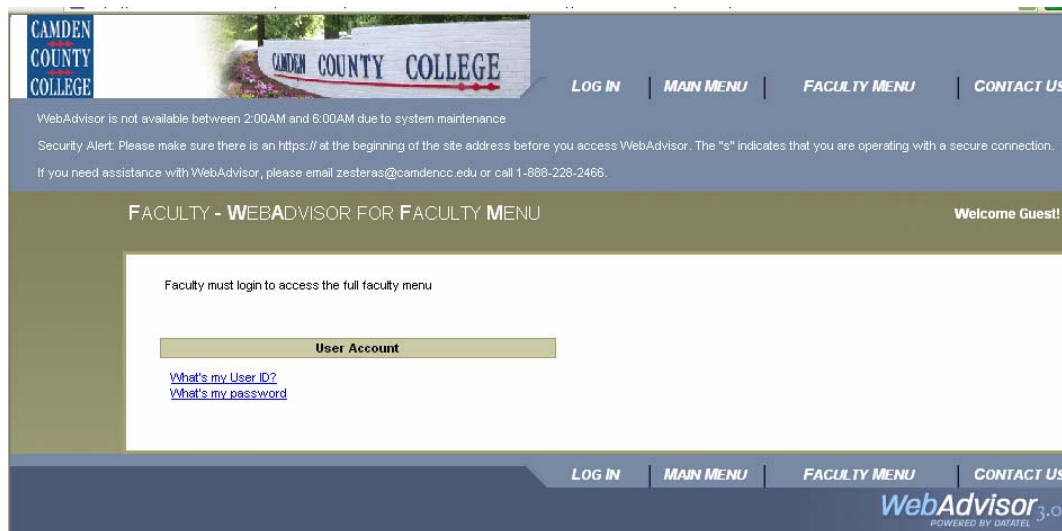 CAMDEN
COUNTY
COLLEGE
CAMDEN COUNTY COLLEGE
LOG IN MAIN MENU FACULTY MENU CONTACT US
WebAdvisor is not available between 2:00AM and 6:00AM due to system maintenance
Security Alert: Please make sure there is an https:// at the beginning of the site address before you access WebAdvisor. The "s" indicates that you are operating with a secure connection.
If you need assistance with WebAdvisor, please email zesteras@camdencc.edu or call 1-888-228-2466.
FACULTY - WEBADVISOR FOR FACULTY MENU
Welcome Guest!
Faculty must login to access the full faculty menu
User Account
What's my User ID?
What's my password
LOG IN MAIN MENU FACULTY MENU CONTACT US
WebAdvisor 3.0
POWERED BY DATATEL